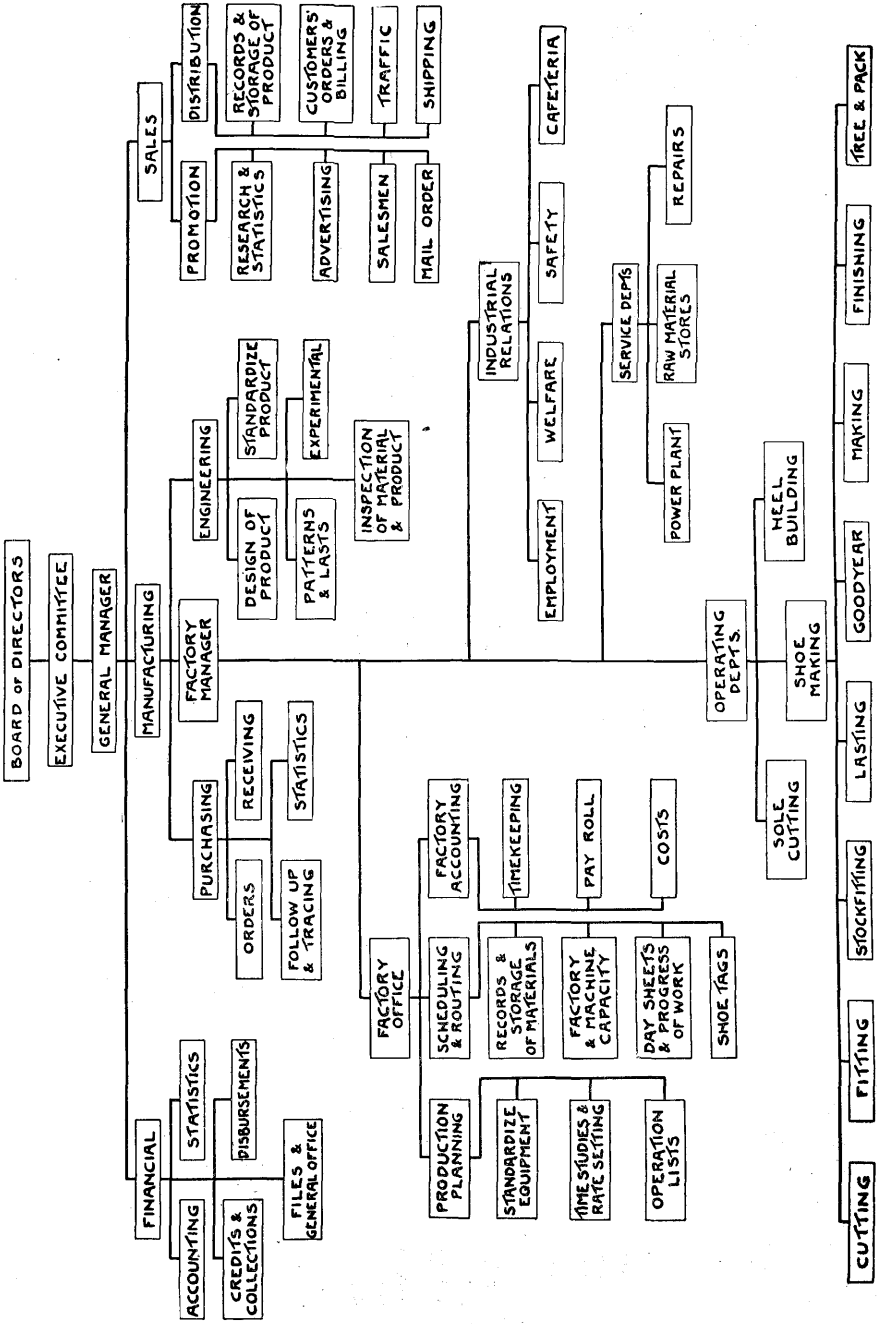 BOARD OF DIRECTORS
EXECUTIVE COMMITTEE
GENERAL MANAGER
FINANCIAL
MANUFACTURING
SALES
ACCOUNTING
STATISTICS
CREDITS &
COLLECTIONS
DISBURSEMENTS
FILES &
GENERAL OFFICE
PURCHASING
FACTORY
MANAGER
ENGINEERING
ORDERS
RECEIVING
FOLLOW UP
& TRACING
STATISTICS
DESIGN OF
PRODUCT
STANDARDIZE
PRODUCT
PATTERNS
& LASTS
EXPERIMENTAL
INSPECTION
OF MATERIAL
& PRODUCT
PROMOTION
DISTRIBUTION
RESEARCH &
STATISTICS
RECORDS &
STORAGE OF
PRODUCT
ADVERTISING
CUSTOMERS'
ORDERS &
BILLING
SALESMEN
TRAFFIC
MAIL ORDER
SHIPPING
FACTORY
OFFICE
PRODUCTION
PLANNING
SCHEDULING
& ROUTING
FACTORY
ACCOUNTING
STANDARDIZE
EQUIPMENT
RECORDS &
STORAGE
OF MATERIALS
TIMEKEEPING
TIME STUDIES &
RATE SETTING
FACTORY
& MACHINE
CAPACITY
PAY ROLL
OPERATION
LISTS
DAY SHEETS
& PROGRESS
OF WORK
COSTS
SHOE TAGS
INDUSTRIAL
RELATIONS
EMPLOYMENT
WELFARE
SAFETY
CAFETERIA
SERVICE DEPTS
POWER PLANT
RAW MATERIAL
STORES
REPAIRS
OPERATING
DEPTS.
SOLE
CUTTING
SHOE
MAKING
HEEL
BUILDING
CUTTING
FITTING
STOCKFITTING
LASTING
GOODYEAR
MAKING
FINISHING
TREE & PACK